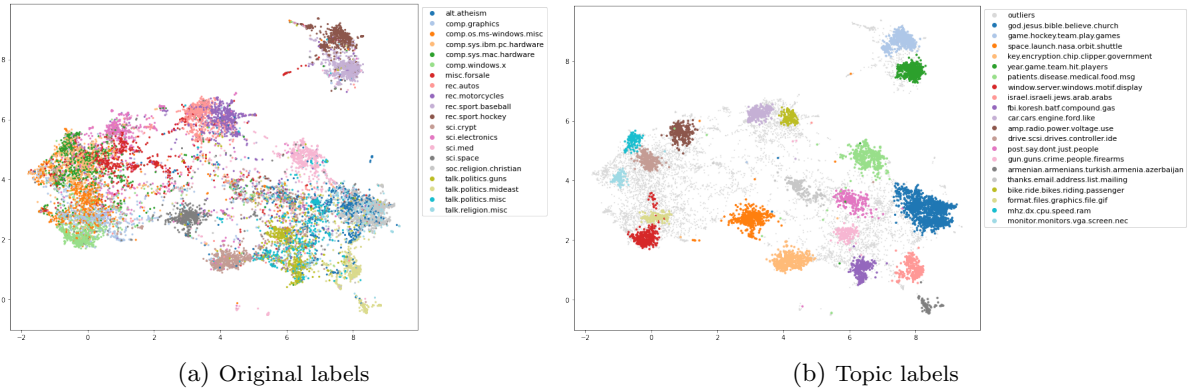 8
6
4
2
0
−2
0
2
4
6
8
alt.atheism
comp.graphics
comp.os.ms-windows.misc
comp.sys.ibm.pc.hardware
comp.sys.mac.hardware
comp.windows.x
misc.forsale
rec.autos
rec.motorcycles
rec.sport.baseball
rec.sport.hockey
sci.crypt
sci.electronics
sci.med
sci.space
soc.religion.christian
talk.politics.guns
talk.politics.mideast
talk.politics.misc
talk.religion.misc
(a) Original labels
8
6
4
2
0
−2
0
2
4
6
8
outliers
god.jesus.bible.believe.church
game.hockey.team.play.games
space.launch.nasa.orbit.shuttle
key.encryption.chip.clipper.government
year.game.team.hit.players
patients.disease.medical.food.msg
window.server.windows.motif.display
israel.israeli.jews.arab.arabs
fbi.koresh.batf.compound.gas
car.cars.engine.ford.like
amp.radio.power.voltage.use
drive.scsi.drives.controller.ide
post.say.dont.just.people
gun.guns.crime.people.firearms
armenian.armenians.turkish.armenia.azerbaijan
thanks.email.address.list.mailing
bike.ride.bikes.riding.passenger
format.files.graphics.file.gif
mhz.dx.cpu.speed.ram
monitor.monitors.vga.screen.nec
(b) Topic labels